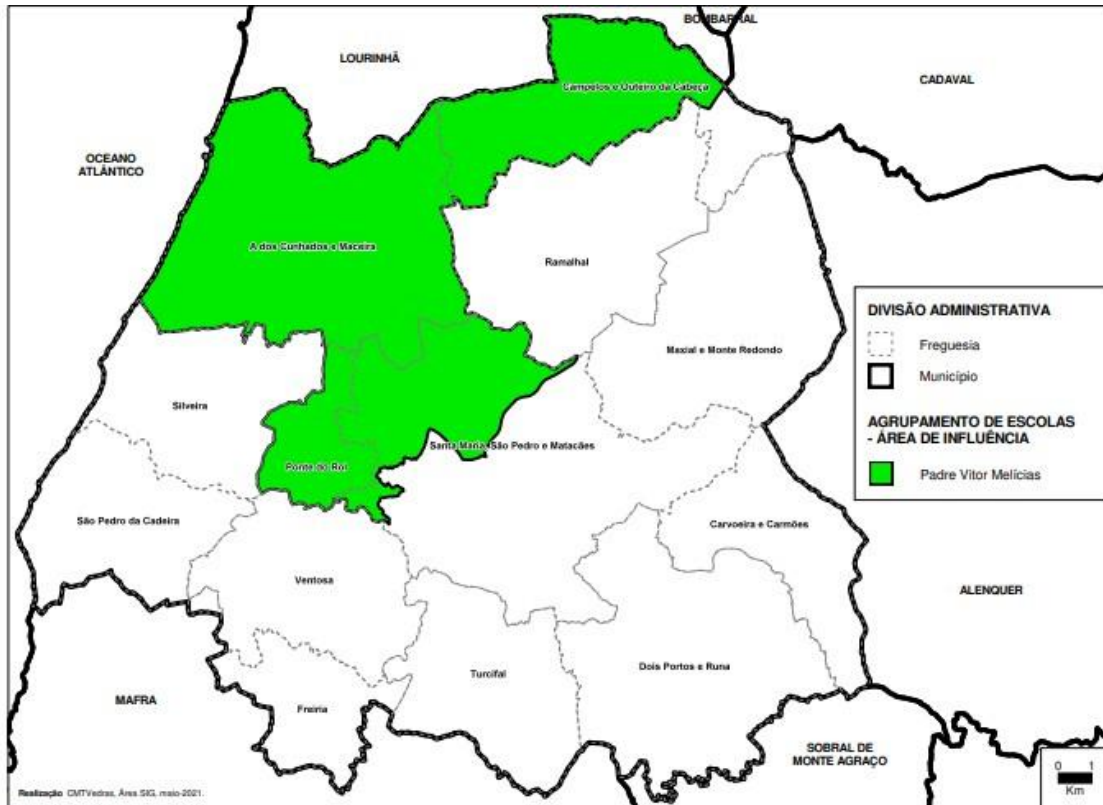 BOMBARRAL
LOURINHÃ
CADAVAL
Campelos e Outeiro da Cabeça
OCEANO
ATLÂNTICO
A dos Cunhados e Maceira
Ramalhal
DIVISÃO ADMINISTRATIVA
Freguesia
Município
AGRUPAMENTO DE ESCOLAS
- ÁREA DE INFLUÊNCIA
Padre Vitor Melícias
Maxial e Monte Redondo
Silveira
Santa Maria, São Pedro e Matacães
Ponte do Rol
São Pedro da Cadeira
Carvoeira e Carmões
Ventosa
ALENQUER
Dois Portos e Runa
Turcifal
MAFRA
Freiria
SOBRAL DE
MONTE AGRAÇO
0 1
Km
Realização CMTVedras, Área SIG, maio-2021.